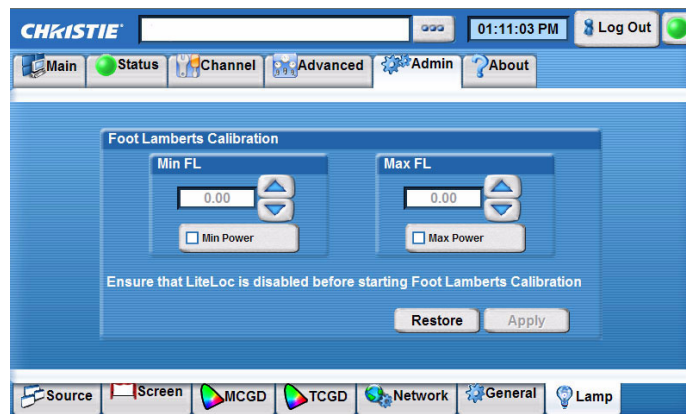 CHRISTIE
01:11:03 PM
Log Out
Main
Status
Channel
Advanced
Admin
About
Foot Lamberts Calibration
Min FL
Max FL
0.00
0.00
Min Power
Max Power
Ensure that LiteLoc is disabled before starting Foot Lamberts Calibration
Restore
Apply
Source
Screen
MCGD
TCGD
Network
General
Lamp